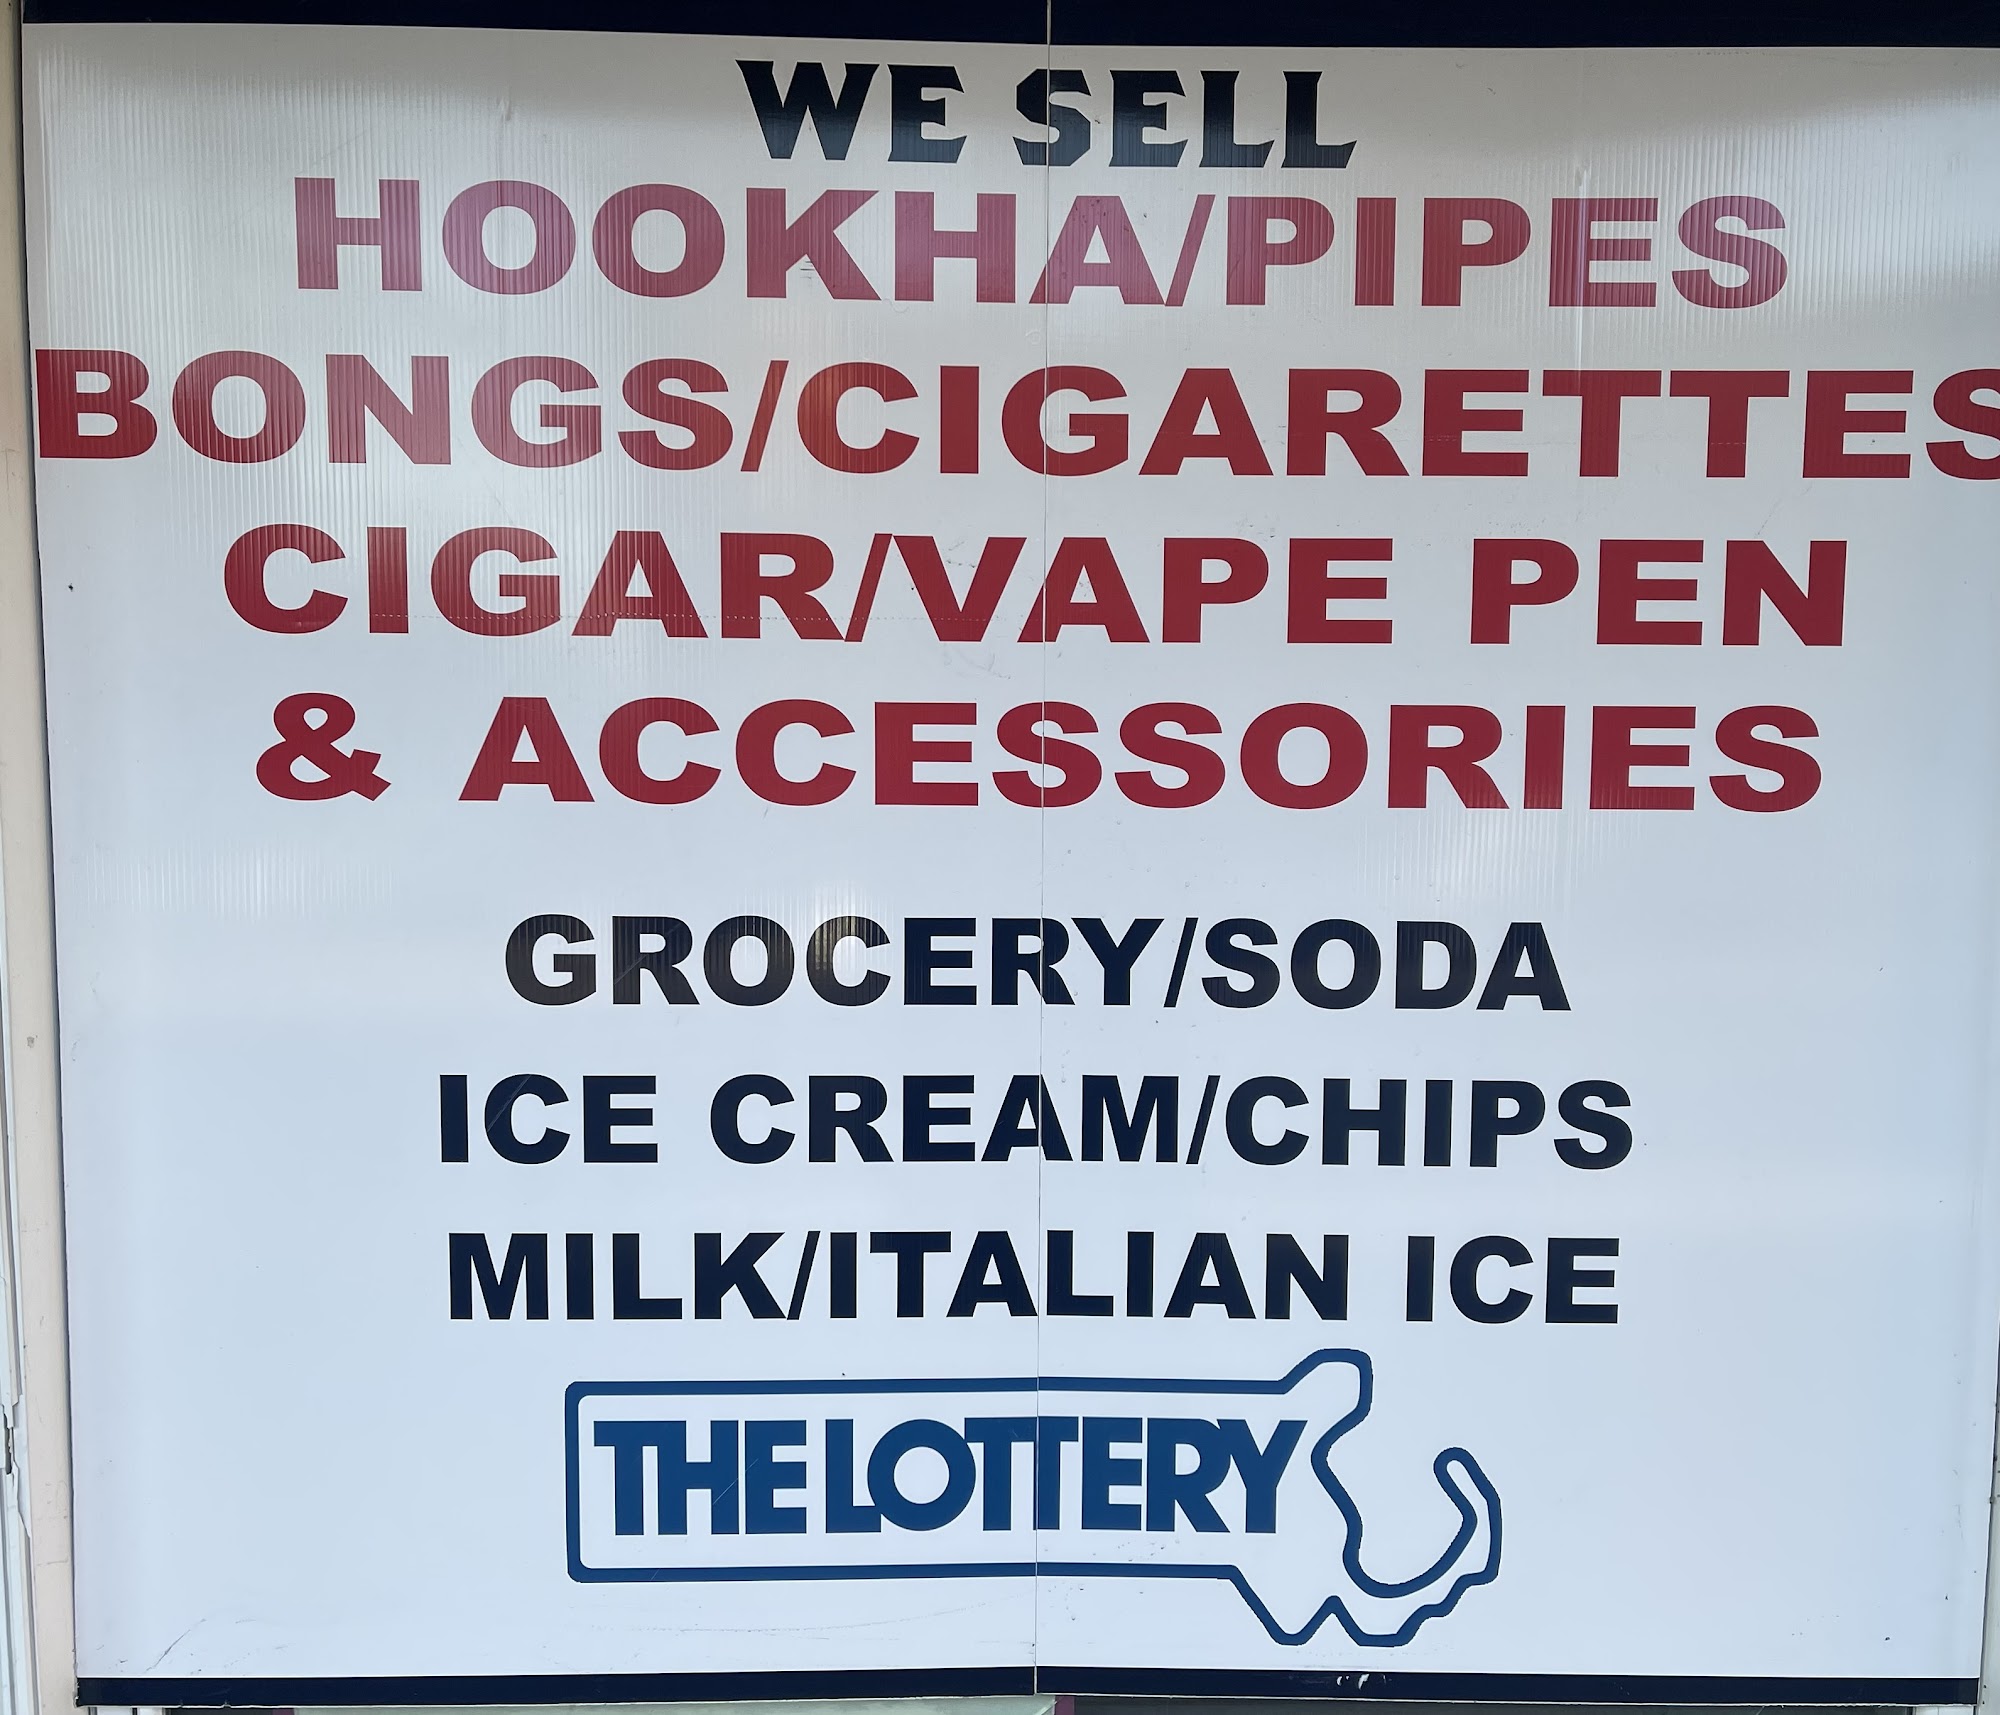 WE SELL
HOOKHA/PIPES
BONGS/CIGARETTES
CIGAR/VAPE PEN
& ACCESSORIES
GROCERY/SODA
ICE CREAM/CHIPS
MILK/ITALIAN ICE
THE LOTTERY